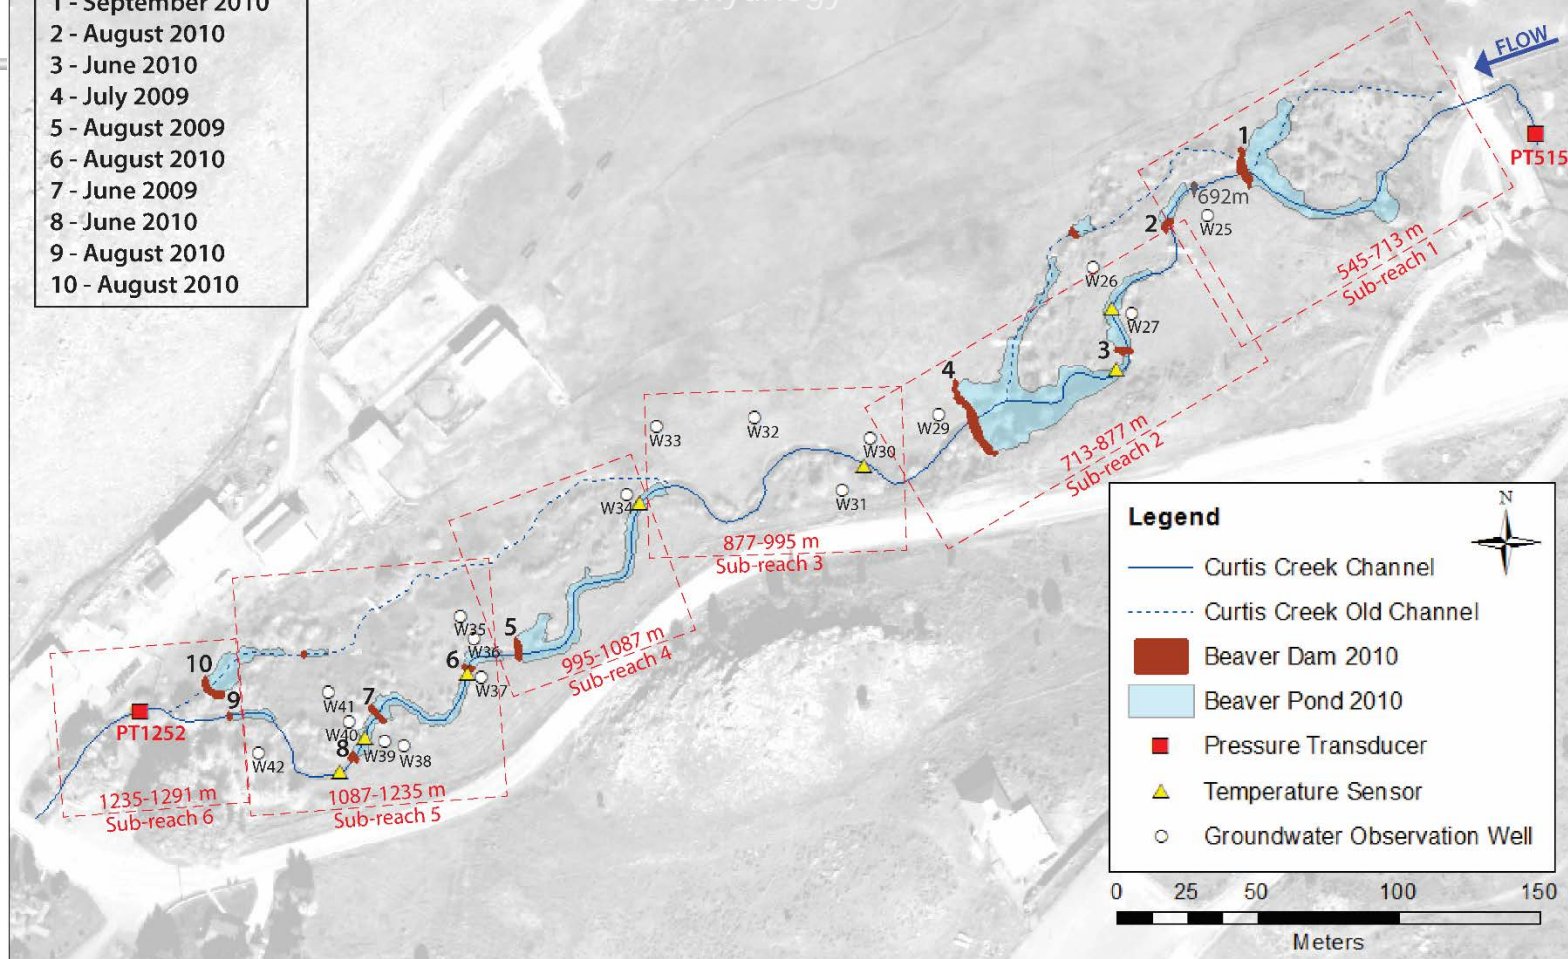 1 - September 2010
2 - August 2010
3 - June 2010
4 - July 2009
5 - August 2009
6 - August 2010
7 - June 2009
8 - June 2010
9 - August 2010
10 - August 2010
FLOW
PT515
1
692m
2
W25
545-713 m
Sub-reach 1
W26
W27
3
4
W29
713-877 m
Sub-reach 2
W33
W32
W30
W34
W31
877-995 m
Sub-reach 3
W35
5
W36
6
W37
995-1087 m
Sub-reach 4
10
9
7
W41
PT1252
W40
8
W39
W38
W42
1235-1291 m
Sub-reach 6
1087-1235 m
Sub-reach 5
Legend
N
Curtis Creek Channel
Curtis Creek Old Channel
Beaver Dam 2010
Beaver Pond 2010
Pressure Transducer
Temperature Sensor
Groundwater Observation Well
0 25 50 100 150
Meters